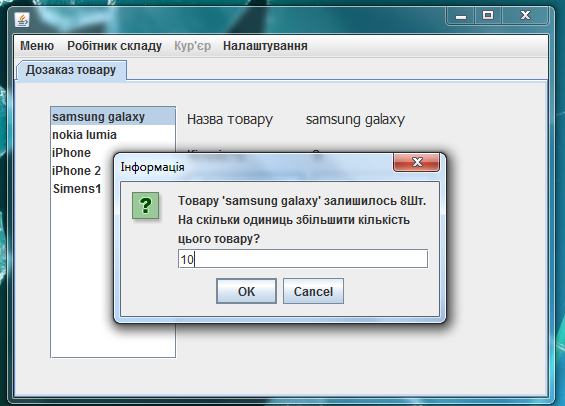 Меню Робітник складу Кур'єр Налаштування
Дозаказ товару
samsung galaxy
nokia lumia
iPhone
iPhone 2
Simens1
Назва товару samsung galaxy
Інформація
Товару 'samsung galaxy' залишилось 8Шт.
На скільки одиниць збільшити кількість
цього товару?
10
OK Cancel